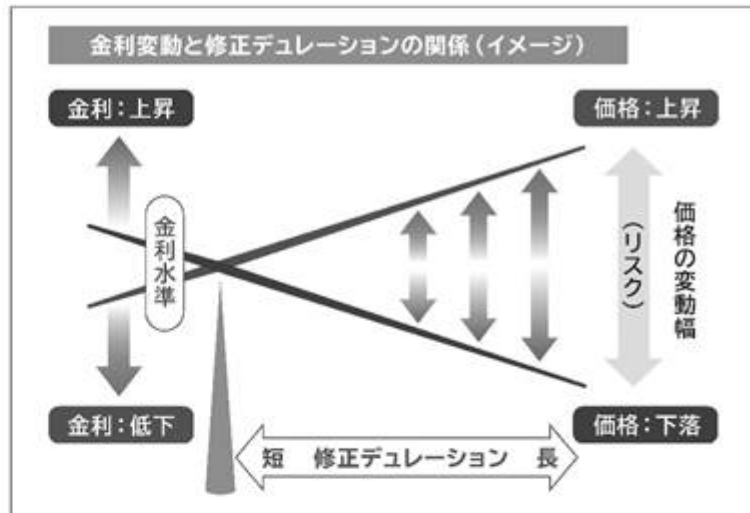 金利変動と修正デュレーションの関係(イメージ)
金利:上昇
価格:上昇
金利水準
(リスク)
価格の変動幅
金利:低下
価格:下落
短 修正デュレーション 長